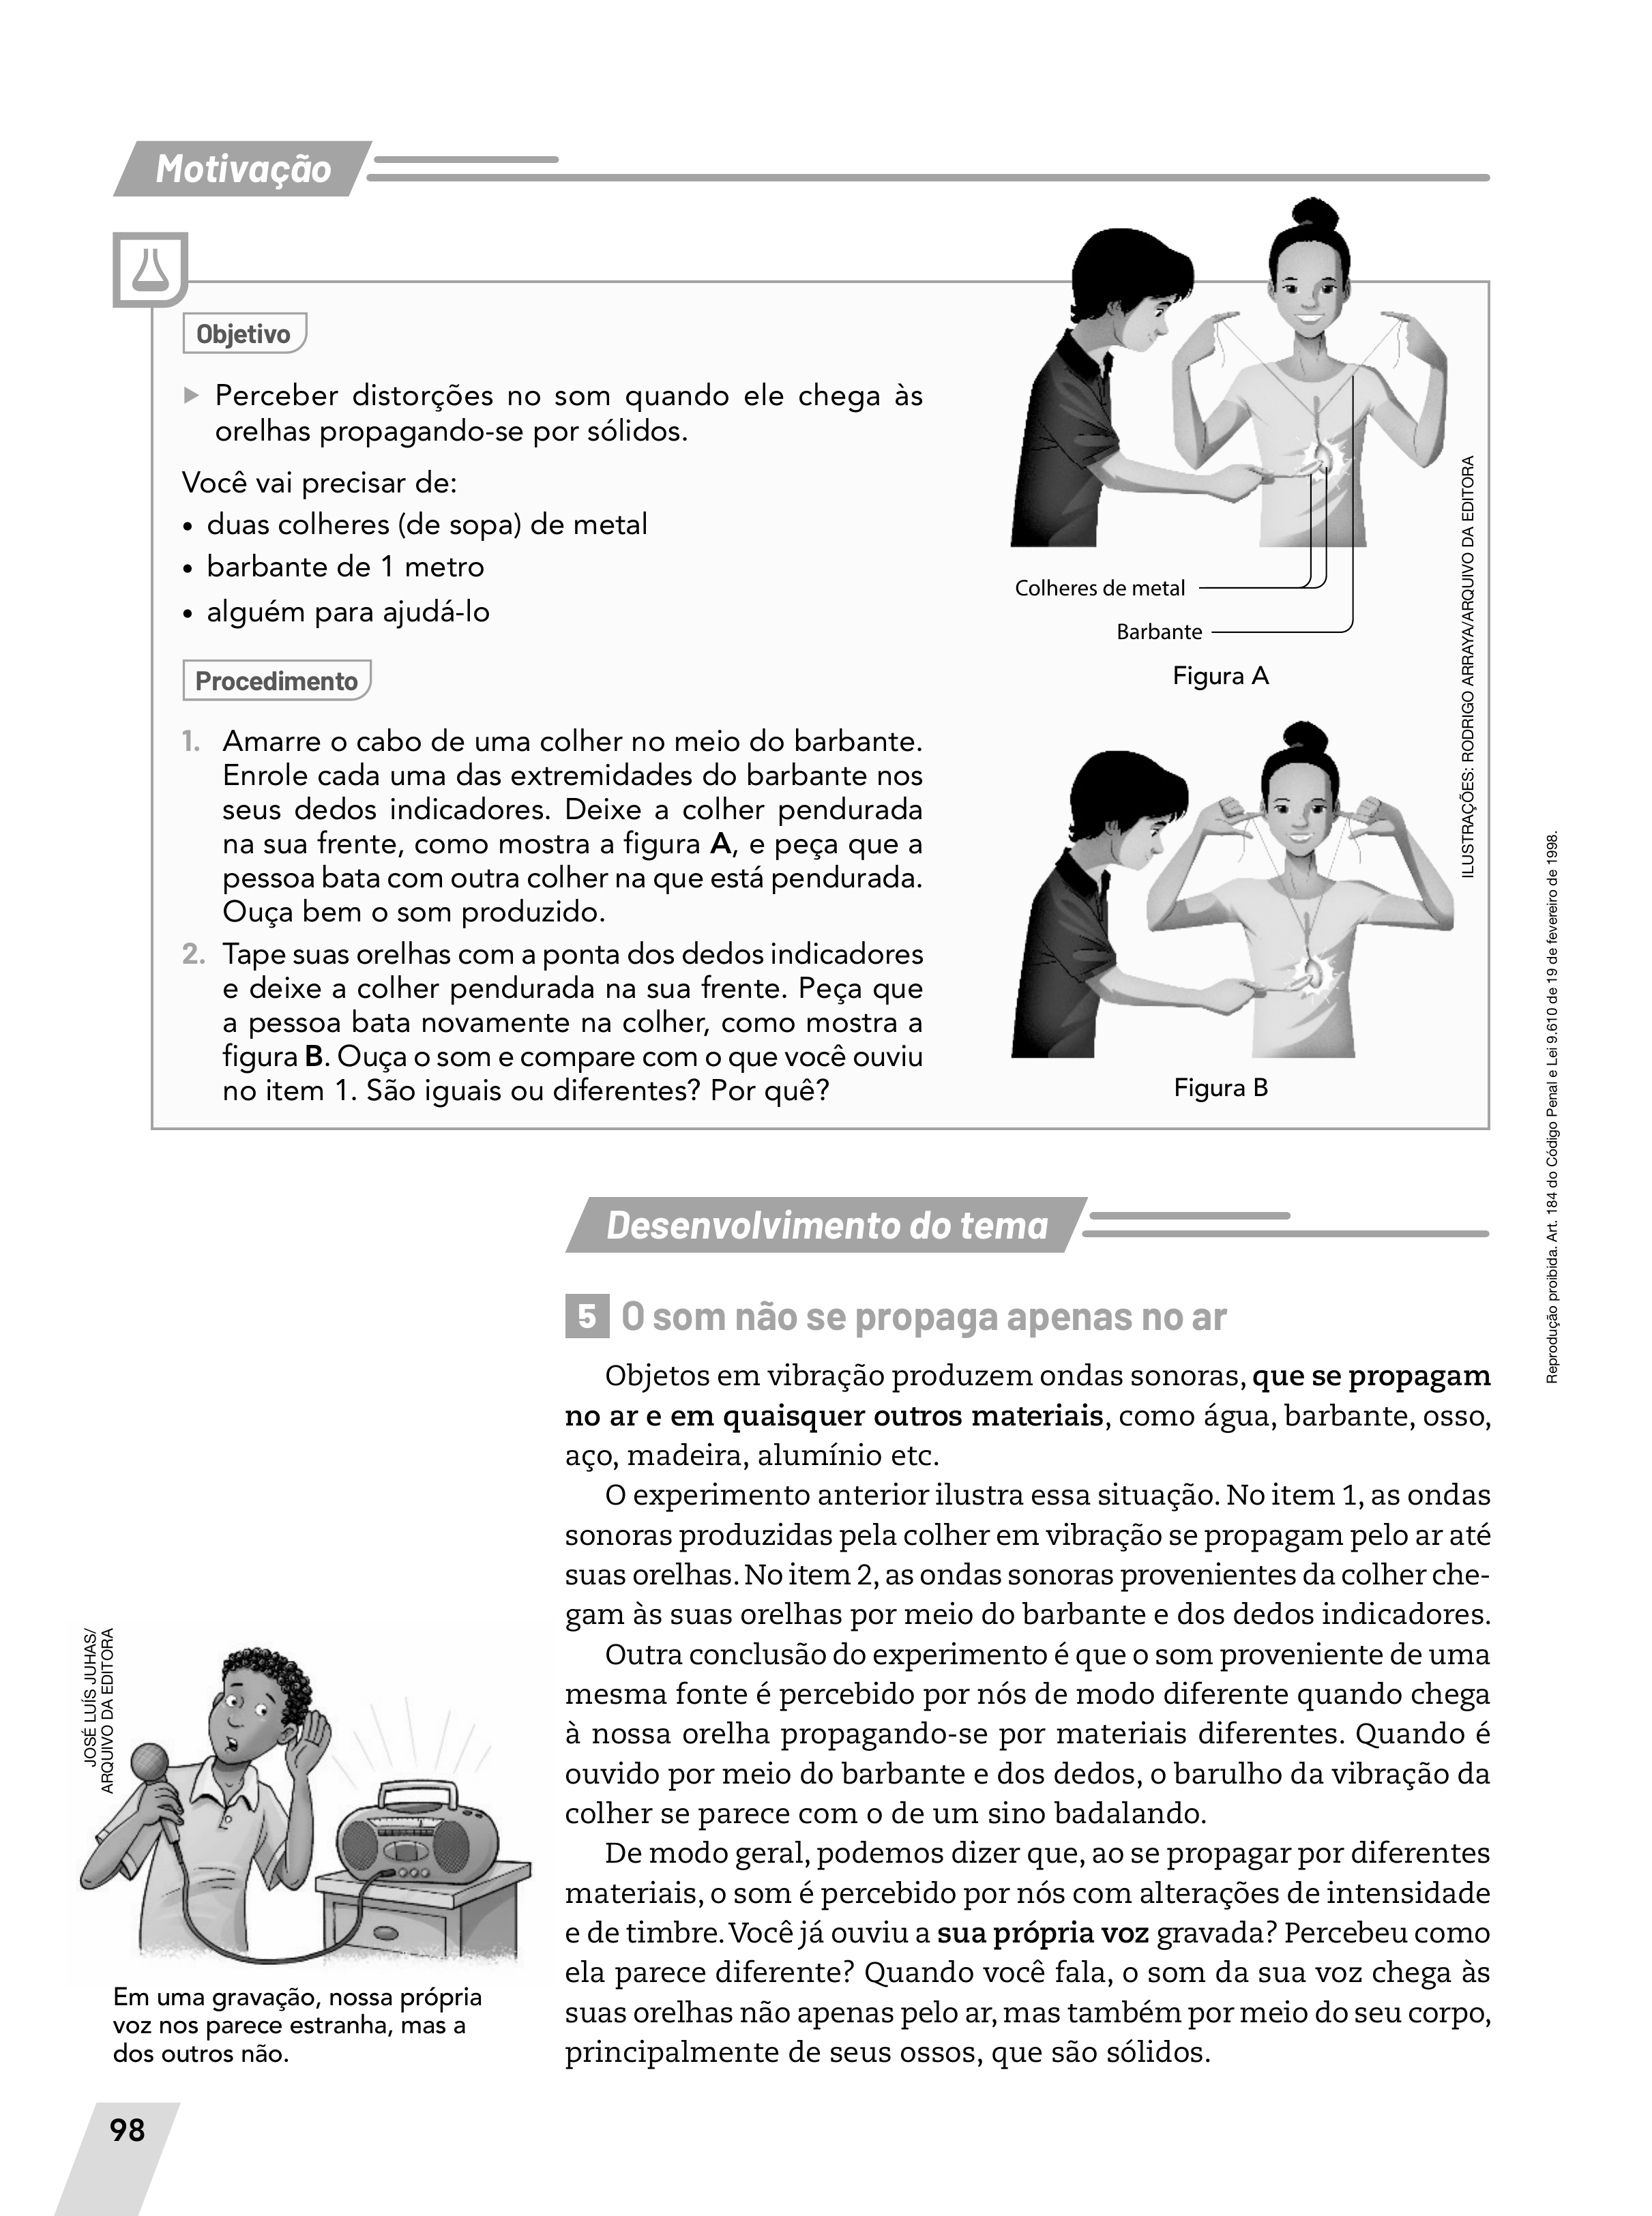 Motivação
Objetivo
Perceber distorções no som quando ele chega às
orelhas propagando-se por sólidos.
Você vai precisar de:
• duas colheres (de sopa) de metal
• barbante de 1 metro
• alguém para ajudá-lo
Procedimento
1. Amarre o cabo de uma colher no meio do barbante.
Enrole cada uma das extremidades do barbante nos
seus dedos indicadores. Deixe a colher pendurada
na sua frente, como mostra a figura A, e peça que a
pessoa bata com outra colher na que está pendurada.
Ouça bem o som produzido.
2. Tape suas orelhas com a ponta dos dedos indicadores
e deixe a colher pendurada na sua frente. Peça que
a pessoa bata novamente na colher, como mostra a
figura B. Ouça o som e compare com o que você ouviu
no item 1. São iguais ou diferentes? Por quê?
Colheres de metal
Barbante
Figura A
Figura B
ILUSTRAÇÕES: RODRIGO ARRAYA/ARQUIVO DA EDITORA
Reprodução proibida. Art. 184 do Código Penal e Lei 9.610 de 19 de fevereiro de 1998.
Desenvolvimento do tema
5 O som não se propaga apenas no ar
Objetos em vibração produzem ondas sonoras, que se propagam
no ar e em quaisquer outros materiais, como água, barbante, osso,
aço, madeira, alumínio etc.
O experimento anterior ilustra essa situação. No item 1, as ondas
sonoras produzidas pela colher em vibração se propagam pelo ar até
suas orelhas. No item 2, as ondas sonoras provenientes da colher che-
gam às suas orelhas por meio do barbante e dos dedos indicadores.
Outra conclusão do experimento é que o som proveniente de uma
mesma fonte é percebido por nós de modo diferente quando chega
à nossa orelha propagando-se por materiais diferentes. Quando é
ouvido por meio do barbante e dos dedos, o barulho da vibração da
colher se parece com o de um sino badalando.
De modo geral, podemos dizer que, ao se propagar por diferentes
materiais, o som é percebido por nós com alterações de intensidade
e de timbre. Você já ouviu a sua própria voz gravada? Percebeu como
ela parece diferente? Quando você fala, o som da sua voz chega às
suas orelhas não apenas pelo ar, mas também por meio do seu corpo,
principalmente de seus ossos, que são sólidos.
JOSÉ LUÍS JUHAS/
ARQUIVO DA EDITORA
Em uma gravação, nossa própria
voz nos parece estranha, mas a
dos outros não.
98